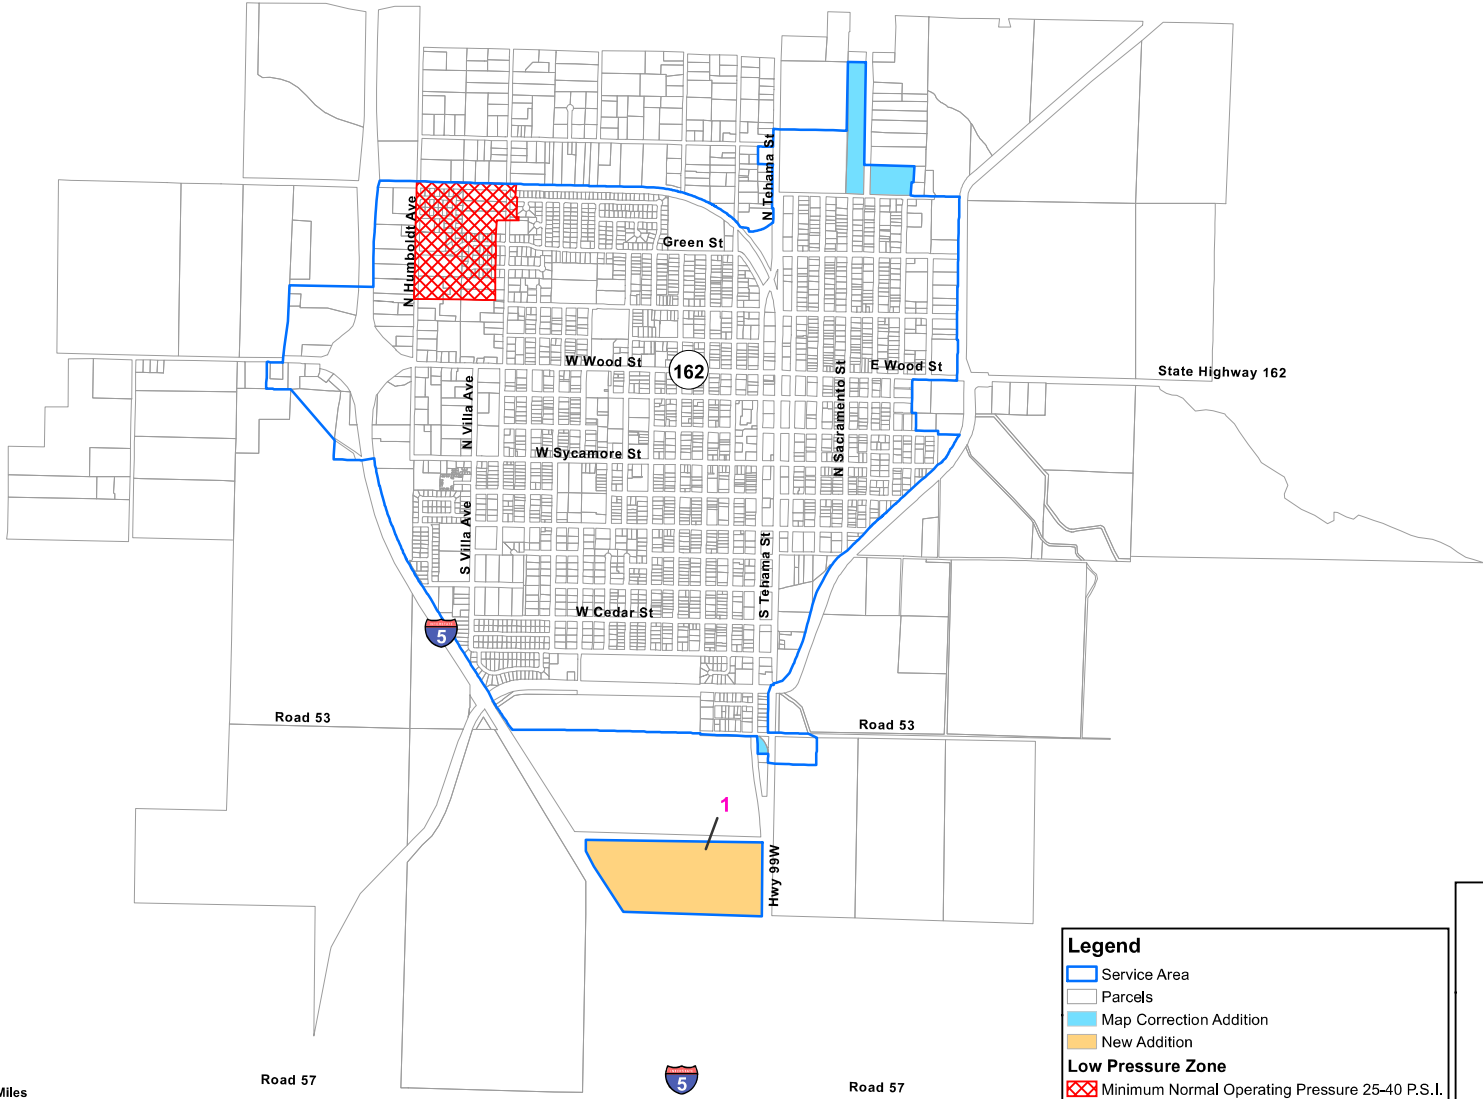 N Tehama St
N Humboldt Ave
Green St
W Wood St
162
E Wood St
State Highway 162
N Villa Ave
N Sacramento St
W Sycamore St
S Villa Ave
S Tehama St
W Cedar St
5
Road 53
Road 53
1
Hwy 99W
Legend
Service Area
Parcels
Map Correction Addition
New Addition
Low Pressure Zone
Minimum Normal Operating Pressure 25-40 P.S.I.
Road 57
5
Road 57
Miles